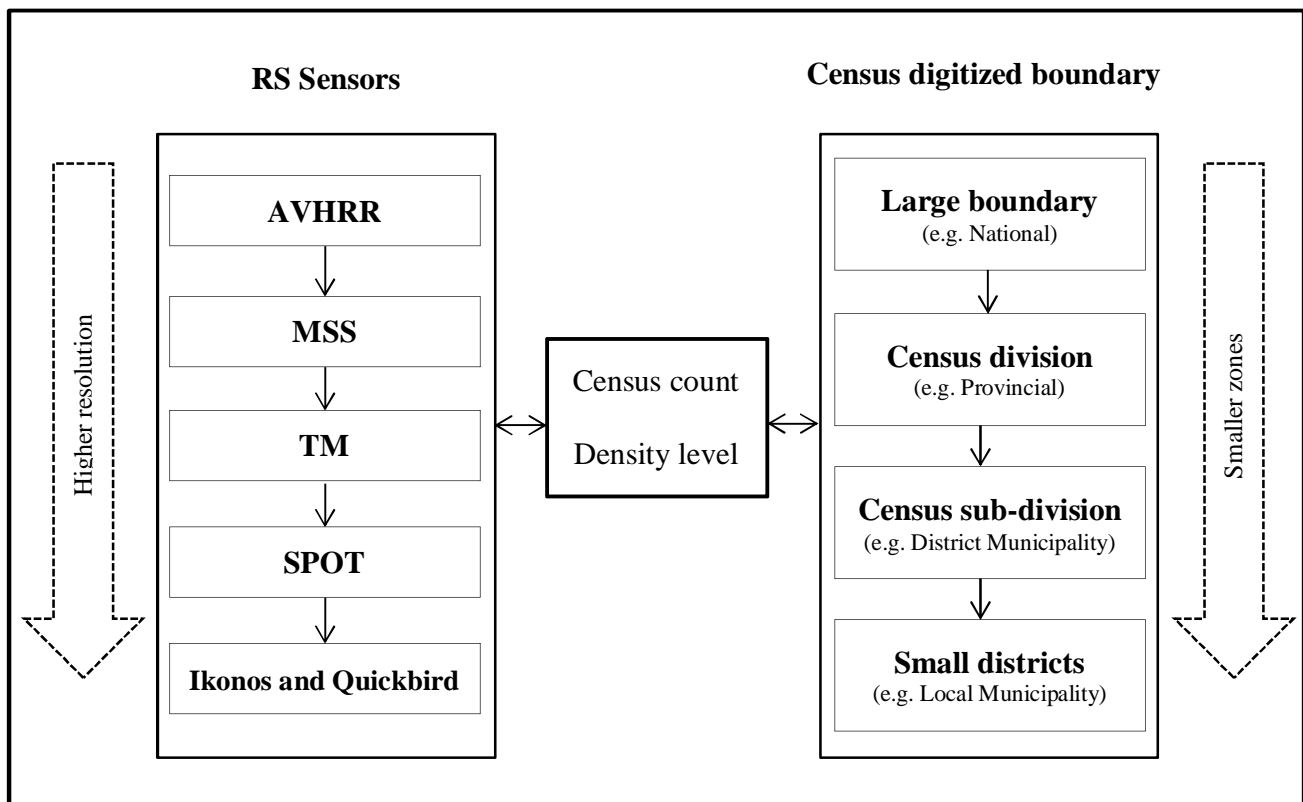 RS Sensors
Census digitized boundary
Higher resolution
AVHRR
MSS
TM
SPOT
Ikonos and Quickbird
Census count
Density level
Large boundary
(e.g. National)
Census division
(e.g. Provincial)
Census sub-division
(e.g. District Municipality)
Small districts
(e.g. Local Municipality)
Smaller zones